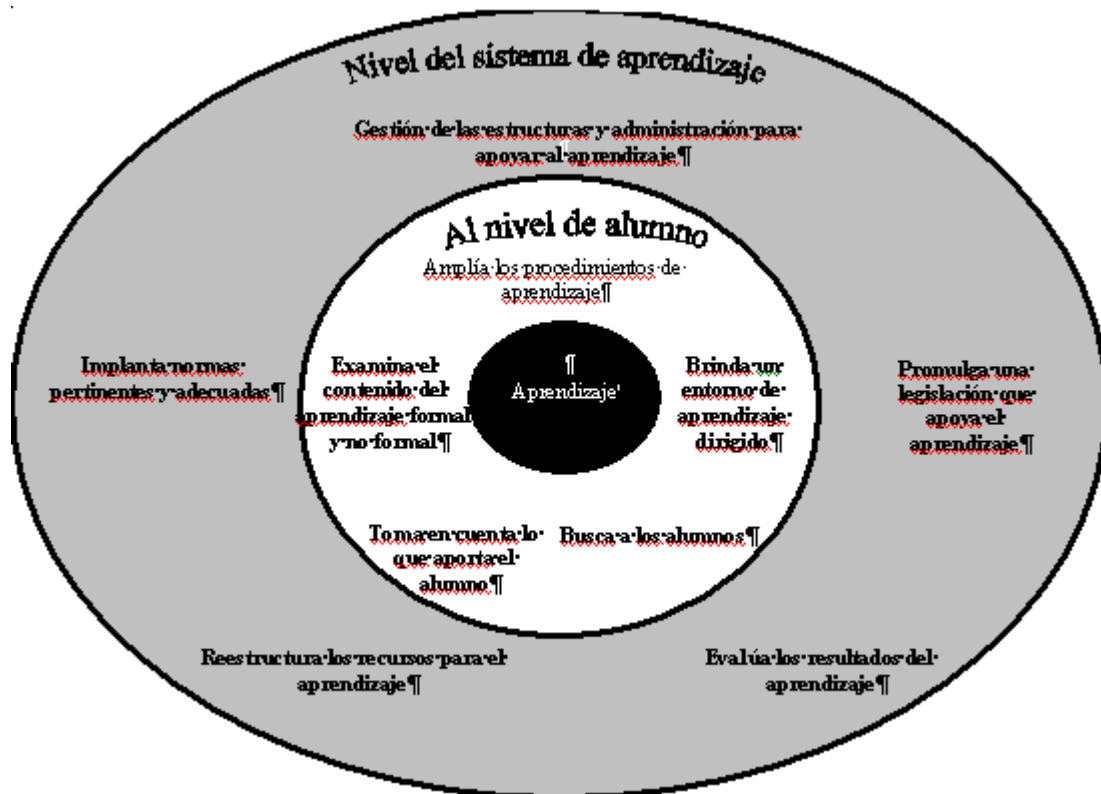 Nivel del sistema de aprendizaje
Gestión·de·las·estructuras·y·administración·para·
apoyar·al·aprendizaje¶
Al nivel de alumno
Amplía·los·procedimientos·de·
aprendizaje¶
Implanta·normas·
pertinentes·y·adecuadas¶
Examina·el·
contenido·del·
aprendizaje·formal·
y·no·formal¶
¶
Aprendizaje
Brinda·un·
entorno·de·
aprendizaje·
dirigido¶
Promulga·una·
legislación·que·
apoya·el·
aprendizaje¶
Toma·en·cuenta·lo·
que·aporta·el·
alumno¶
Busca·a·los·alumnos¶
Reestructura·los·recursos·para·el·
aprendizaje¶
Evalúa·los·resultados·del·
aprendizaje¶